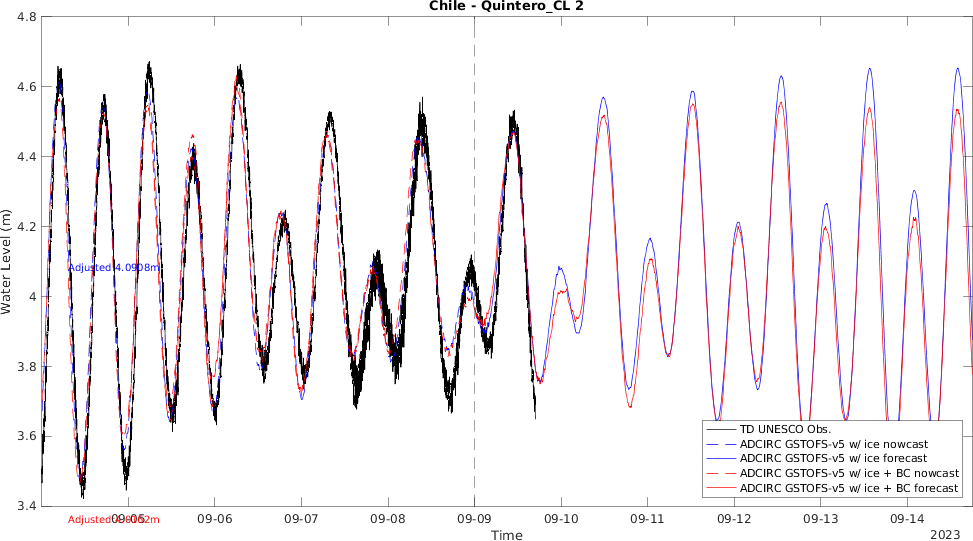 Chile - Quintero_CL 2
Water Level (m)
4.8
4.6
4.4
4.2
4
3.8
3.6
3.4
Adjusted 4.0908m
TD UNESCO Obs.
ADCIRC GSTOFS-v5 w/ ice nowcast
ADCIRC GSTOFS-v5 w/ ice forecast
ADCIRC GSTOFS-v5 w/ ice + BC nowcast
ADCIRC GSTOFS-v5 w/ ice + BC forecast
Adjusted
09-05 09-06 09-07 09-08 09-09 09-10 09-11 09-12 09-13 09-14
Time
2023